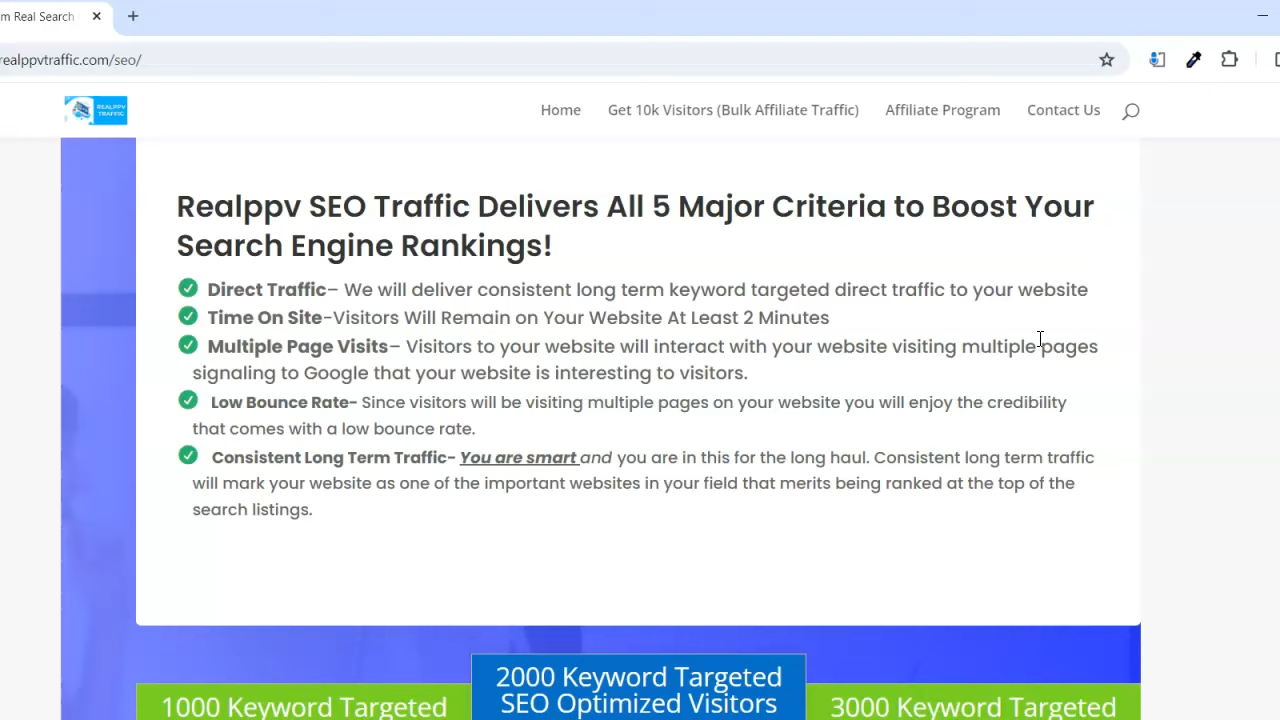 m Real Search
realppvtraffic.com/seo/
REALPPV
TRAFFIC
Home Get 10k Visitors (Bulk Affiliate Traffic) Affiliate Program Contact Us
Realppv SEO Traffic Delivers All 5 Major Criteria to Boost Your
Search Engine Rankings!
Direct Traffic– We will deliver consistent long term keyword targeted direct traffic to your website
Time On Site-Visitors Will Remain on Your Website At Least 2 Minutes
Multiple Page Visits– Visitors to your website will interact with your website visiting multiple pages
signaling to Google that your website is interesting to visitors.
Low Bounce Rate- Since visitors will be visiting multiple pages on your website you will enjoy the credibility
that comes with a low bounce rate.
Consistent Long Term Traffic- You are smart and you are in this for the long haul. Consistent long term traffic
will mark your website as one of the important websites in your field that merits being ranked at the top of the
search listings.
2000 Keyword Targeted
SEO Optimized Visitors
1000 Keyword Targeted
3000 Keyword Targeted